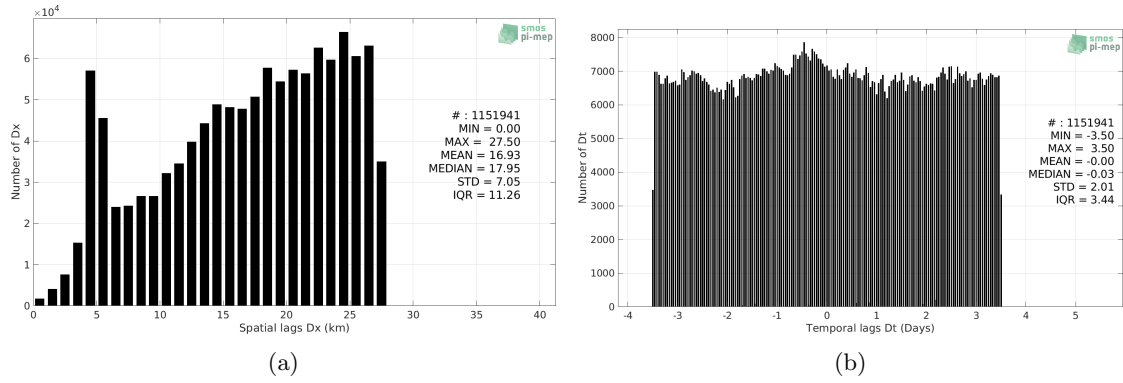 ×10⁴
smos
pi-mep
6
5
4
3
2
1
0
Number of Dx
# : 1151941
MIN = 0.00
MAX = 27.50
MEAN = 16.93
MEDIAN = 17.95
STD = 7.05
IQR = 11.26
0 5 10 15 20 25 30 35 40
Spatial lags Dx (km)
(a)
smos
pi-mep
8000
7000
6000
5000
4000
3000
2000
1000
0
Number of Dt
# : 1151941
MIN = -3.50
MAX = 3.50
MEAN = -0.00
MEDIAN = -0.03
STD = 2.01
IQR = 3.44
-4 -3 -2 -1 0 1 2 3 4 5
Temporal lags Dt (Days)
(b)